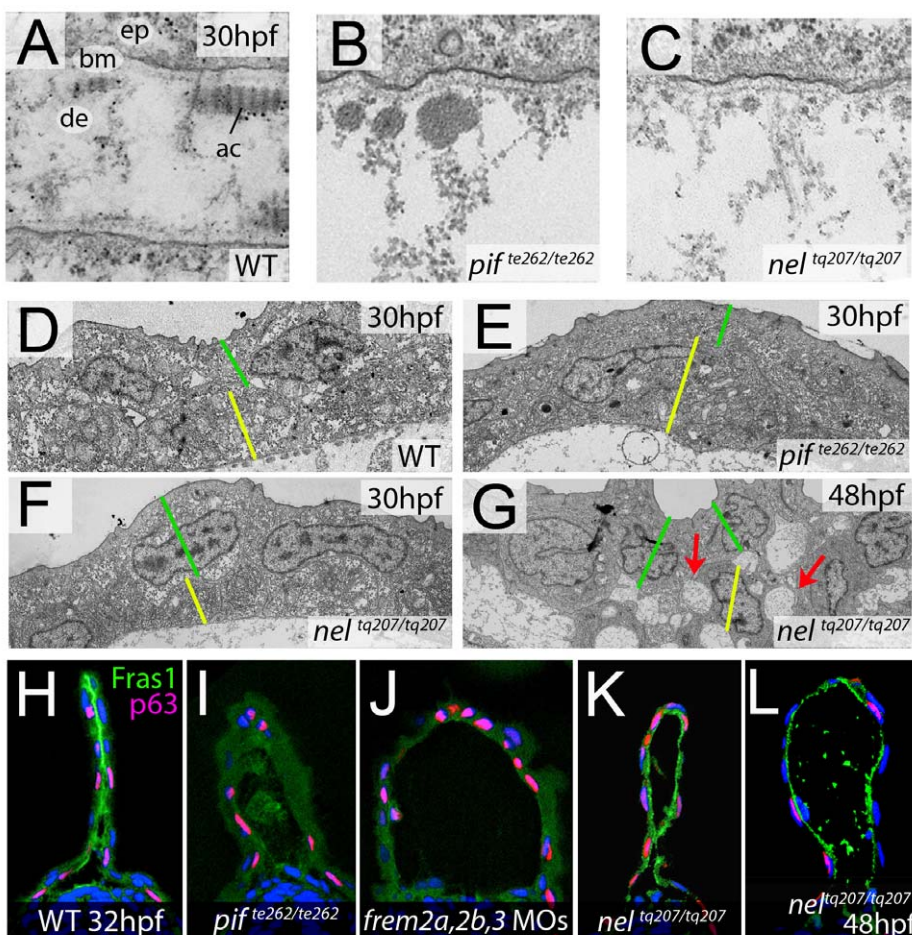 A
ep
30hpf
bm
de
ac
WT
B
pif te262/te262
C
nel tq207/tq207
D
30hpf
WT
E
30hpf
pif te262/te262
F
30hpf
nel tq207/tq207
G
48hpf
nel tq207/tq207
H
Fras1
p63
WT 32hpf
I
pif te262/te262
J
frem2a,2b,3 MOs
K
nel tq207/tq207
L
nel tq207/tq207
48hpf